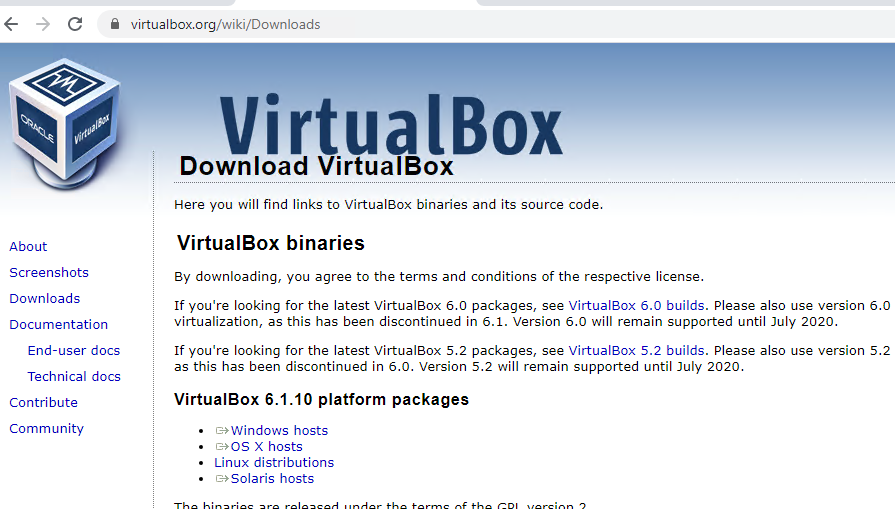 virtualbox.org/wiki/Downloads
ORACLE
VirtualBox
VirtualBox
Download VirtualBox
Here you will find links to VirtualBox binaries and its source code.
VirtualBox binaries
By downloading, you agree to the terms and conditions of the respective license.
If you're looking for the latest VirtualBox 6.0 packages, see VirtualBox 6.0 builds. Please also use version 6.0
virtualization, as this has been discontinued in 6.1. Version 6.0 will remain supported until July 2020.
If you're looking for the latest VirtualBox 5.2 packages, see VirtualBox 5.2 builds. Please also use version 5.2
as this has been discontinued in 6.0. Version 5.2 will remain supported until July 2020.
VirtualBox 6.1.10 platform packages
Windows hosts
OS X hosts
Linux distributions
Solaris hosts
The binaries are released under the terms of the GPL version 2.
About
Screenshots
Downloads
Documentation
End-user docs
Technical docs
Contribute
Community